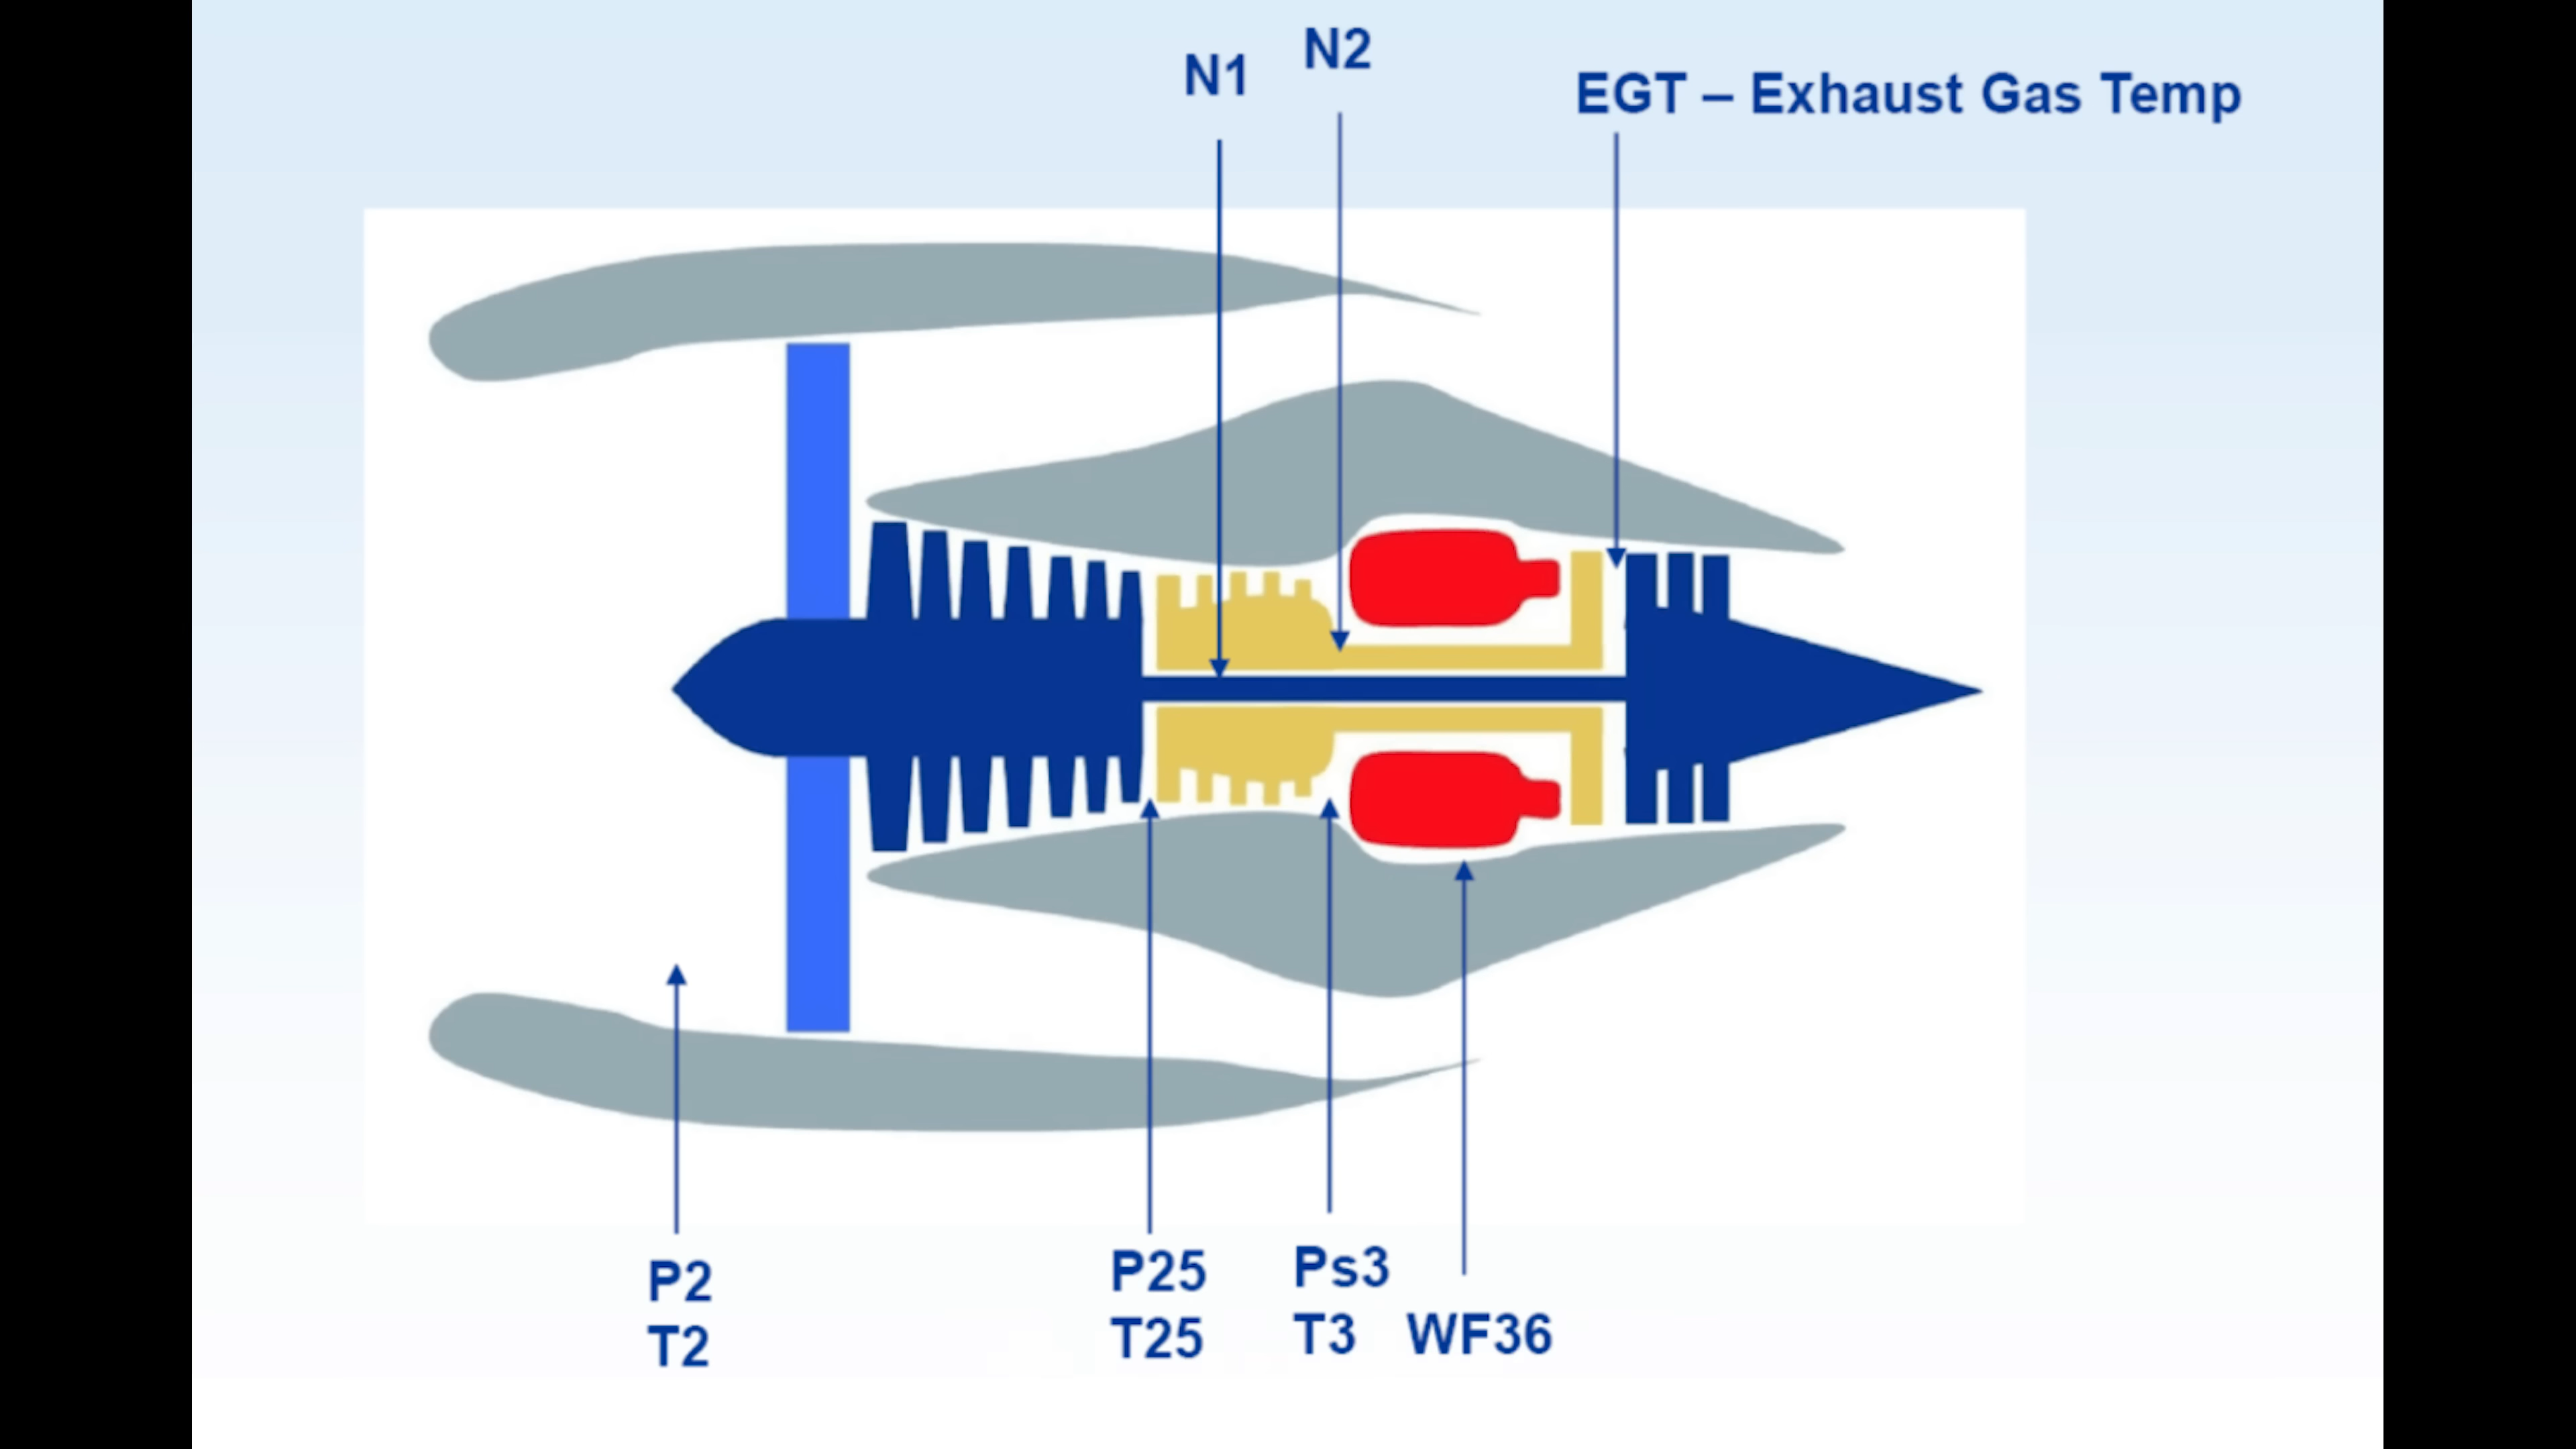 N1
N2
EGT – Exhaust Gas Temp
P2
T2
P25
T25
Ps3
T3
WF36